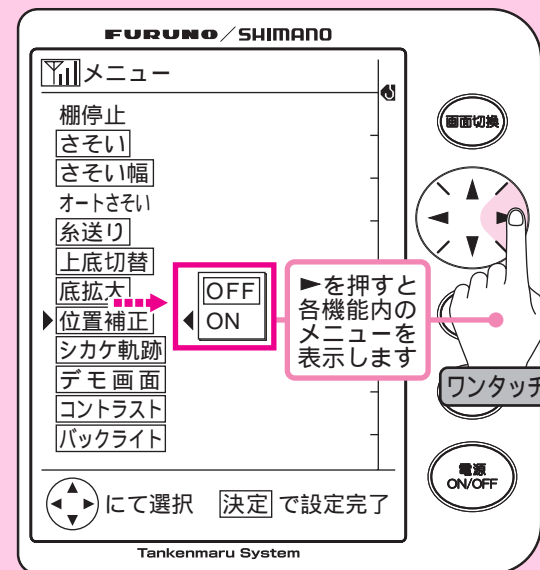 FURUNO/SHIMANO
メニュー
棚停止
さそい
さそい幅
オートさそい
糸送り
上底切替
底拡大
位置補正
シカケ軌跡
デモ画面
コントラスト
バックライト
OFF
ON
►を押すと
各機能内の
メニューを
表示します
にて選択 決定 で設定完了
Tankenmaru System
画面切換
ワンタッチ
電源
ON/OFF